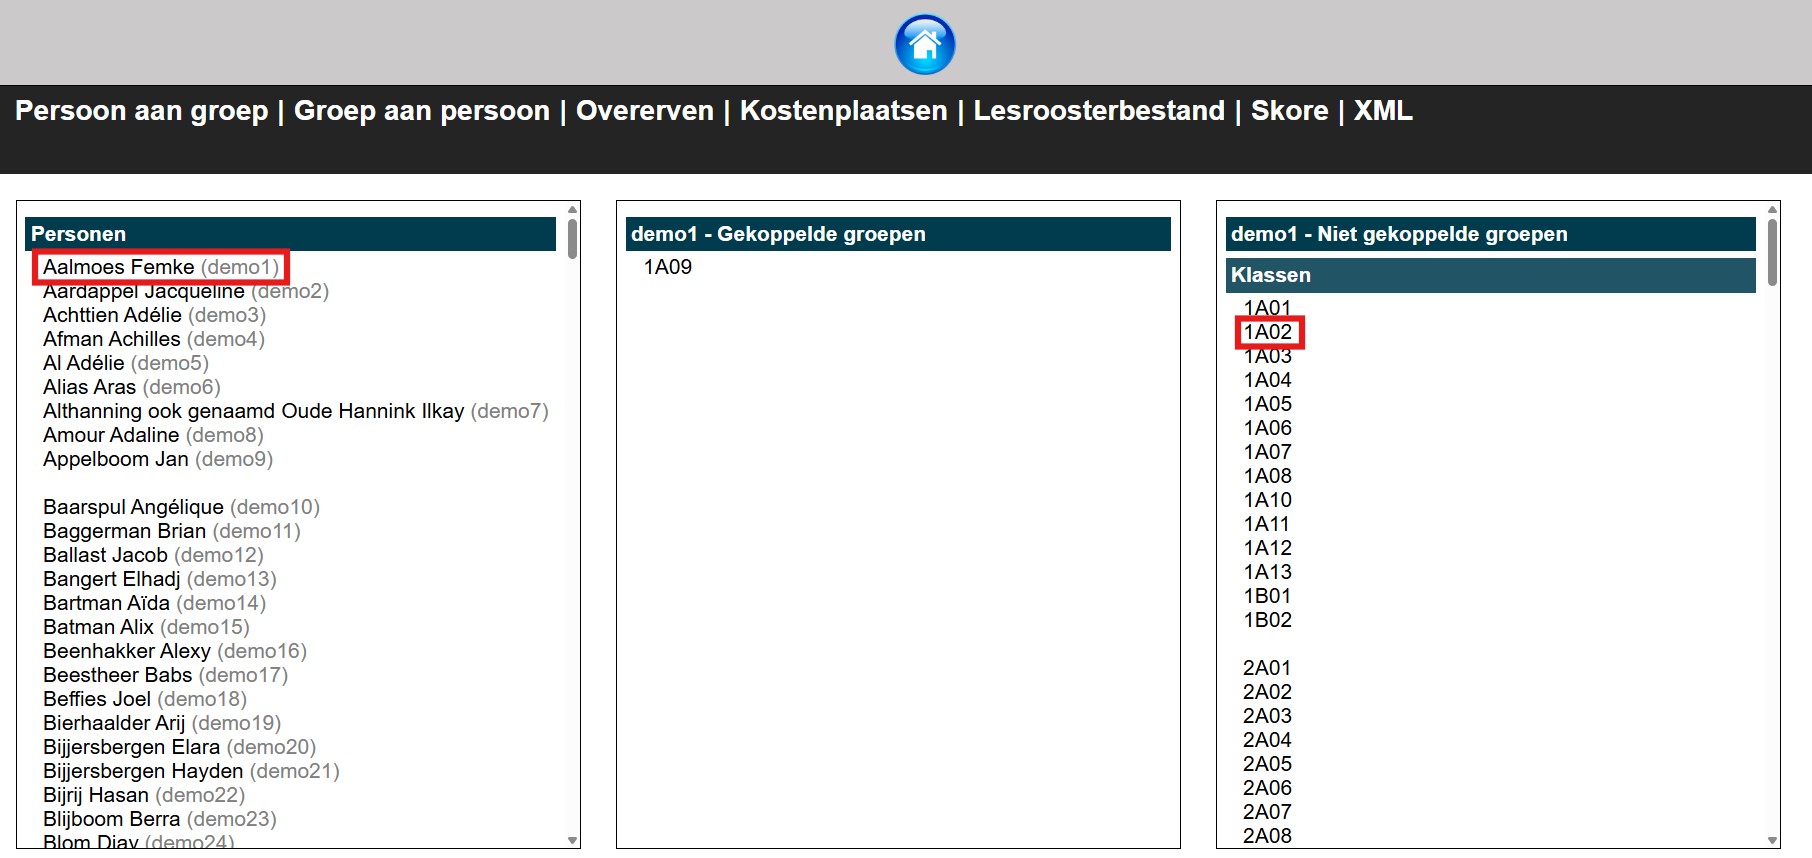 Persoon aan groep | Groep aan persoon | Overerven | Kostenplaatsen | Lesroosterbestand | Skore | XML
Personen
Aalmoes Femke (demo1)
Aardappel Jacqueline (demo2)
Achttien Adélie (demo3)
Afman Achilles (demo4)
Al Adélie (demo5)
Alias Aras (demo6)
Althanning ook genaamd Oude Hannink Ilkay (demo7)
Amour Adaline (demo8)
Appelboom Jan (demo9)
Baarspul Angélique (demo10)
Baggerman Brian (demo11)
Ballast Jacob (demo12)
Bangert Elhadj (demo13)
Bartman Aïda (demo14)
Batman Alix (demo15)
Beenhakker Alexy (demo16)
Beestheer Babs (demo17)
Beffies Joel (demo18)
Bierhaalder Arij (demo19)
Bijjersbergen Elara (demo20)
Bijjersbergen Hayden (demo21)
Bijrij Hasan (demo22)
Blijboom Berra (demo23)
Blom Djay (demo24)
demo1 - Gekoppelde groepen
1A09
demo1 - Niet gekoppelde groepen
Klassen
1A01
1A02
1A03
1A04
1A05
1A06
1A07
1A08
1A10
1A11
1A12
1A13
1B01
1B02
2A01
2A02
2A03
2A04
2A05
2A06
2A07
2A08